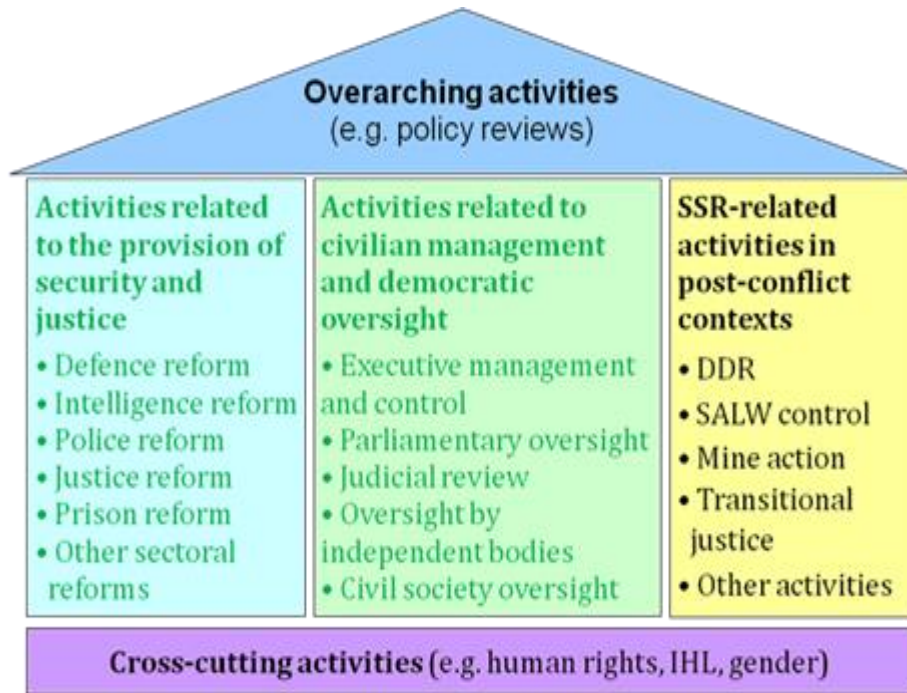 Overarching activities
(e.g. policy reviews)
Activities related
to the provision of
security and
justice
• Defence reform
• Intelligence reform
• Police reform
• Justice reform
• Prison reform
• Other sectoral
reforms
Activities related to
civilian management
and democratic
oversight
• Executive management
and control
• Parliamentary oversight
• Judicial review
• Oversight by
independent bodies
• Civil society oversight
SSR-related
activities in
post-conflict
contexts
• DDR
• SALW control
• Mine action
• Transitional
justice
• Other activities
Cross-cutting activities (e.g. human rights, IHL, gender)